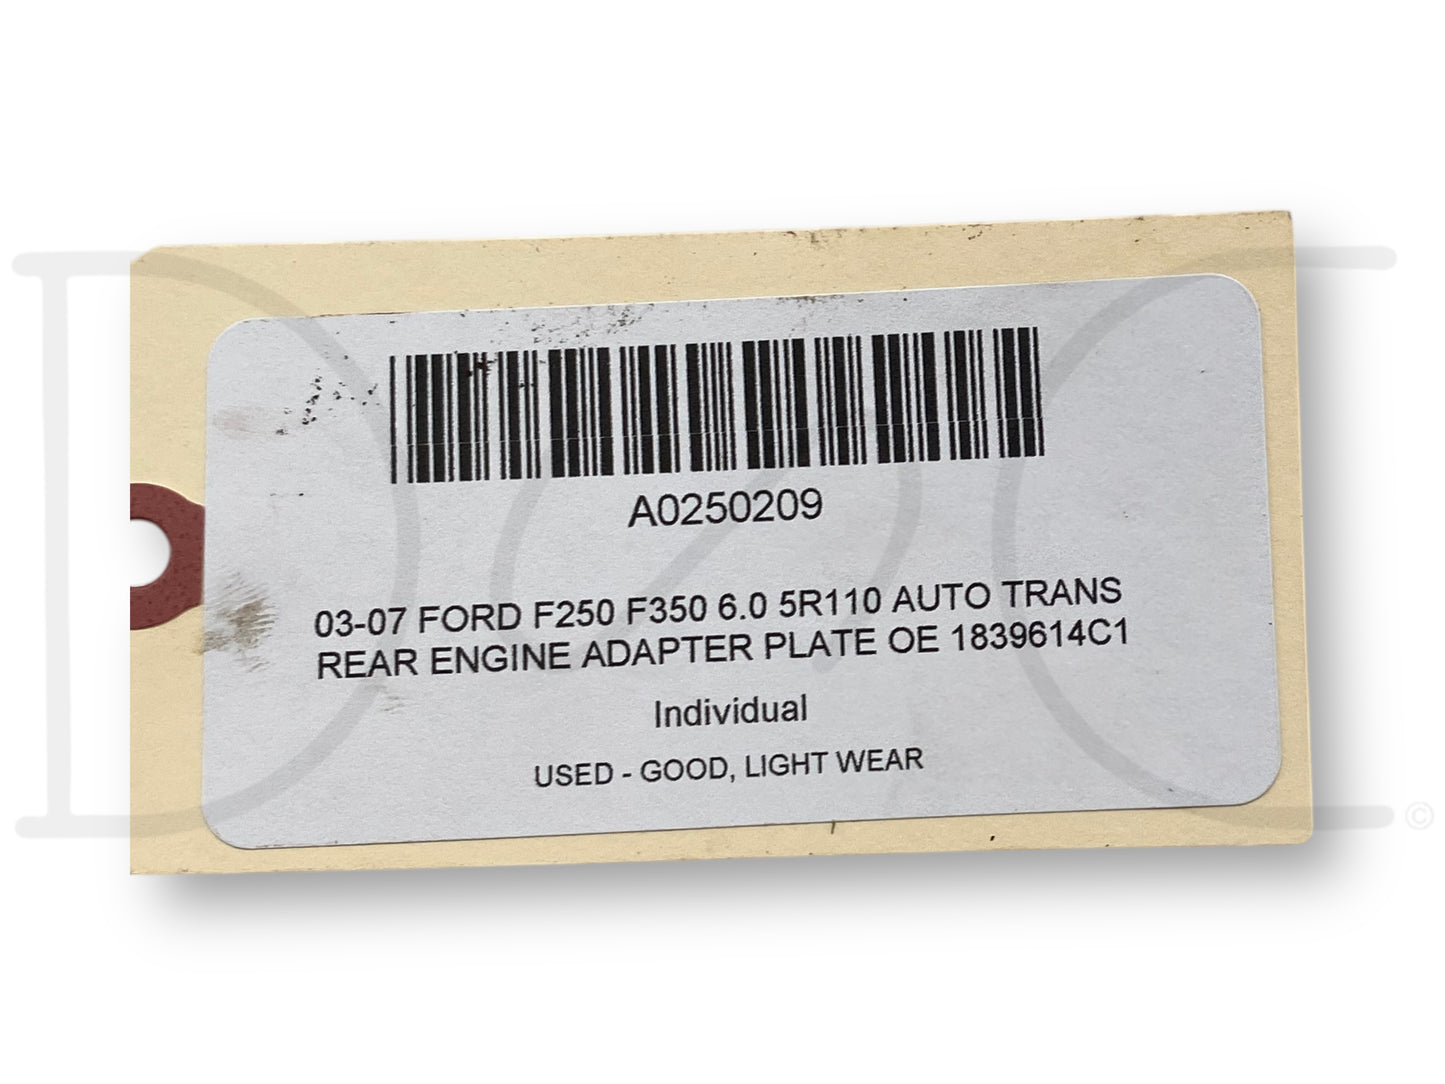 A0250209
03-07 FORD F250 F350 6.0 5R110 AUTO TRANS
REAR ENGINE ADAPTER PLATE OE 1839614C1
Individual
USED - GOOD, LIGHT WEAR
©